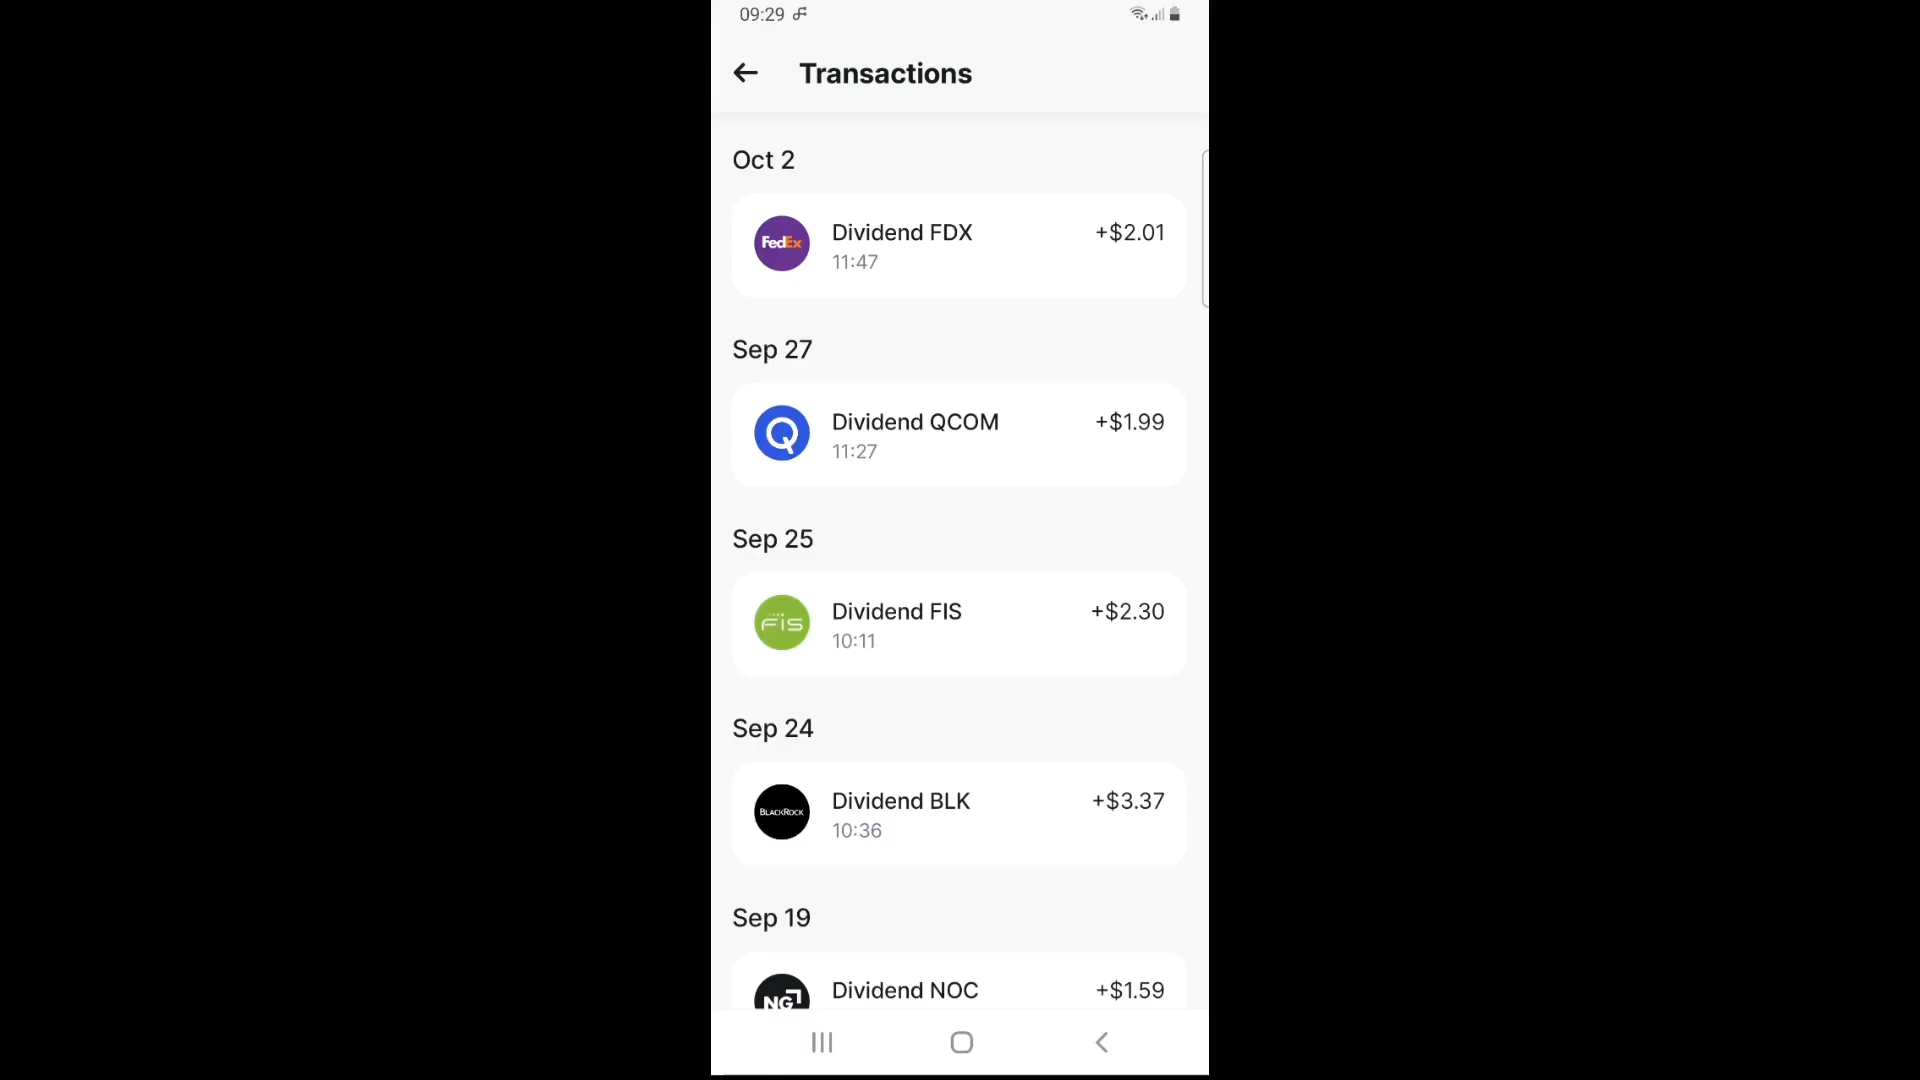 09:29
Transactions
Oct 2
FedEx
Dividend FDX
+$2.01
11:47
Sep 27
Dividend QCOM
+$1.99
11:27
Sep 25
FIS
Dividend FIS
+$2.30
10:11
Sep 24
BLACKROCK
Dividend BLK
+$3.37
10:36
Sep 19
NG
Dividend NOC
+$1.59